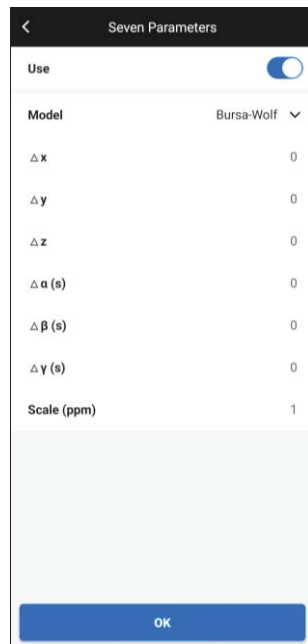 Seven Parameters
Use
Model Bursa-Wolf
△ x 0
△ y 0
△ z 0
△ α (s) 0
△ β (s) 0
△ γ (s) 0
Scale (ppm) 1
OK